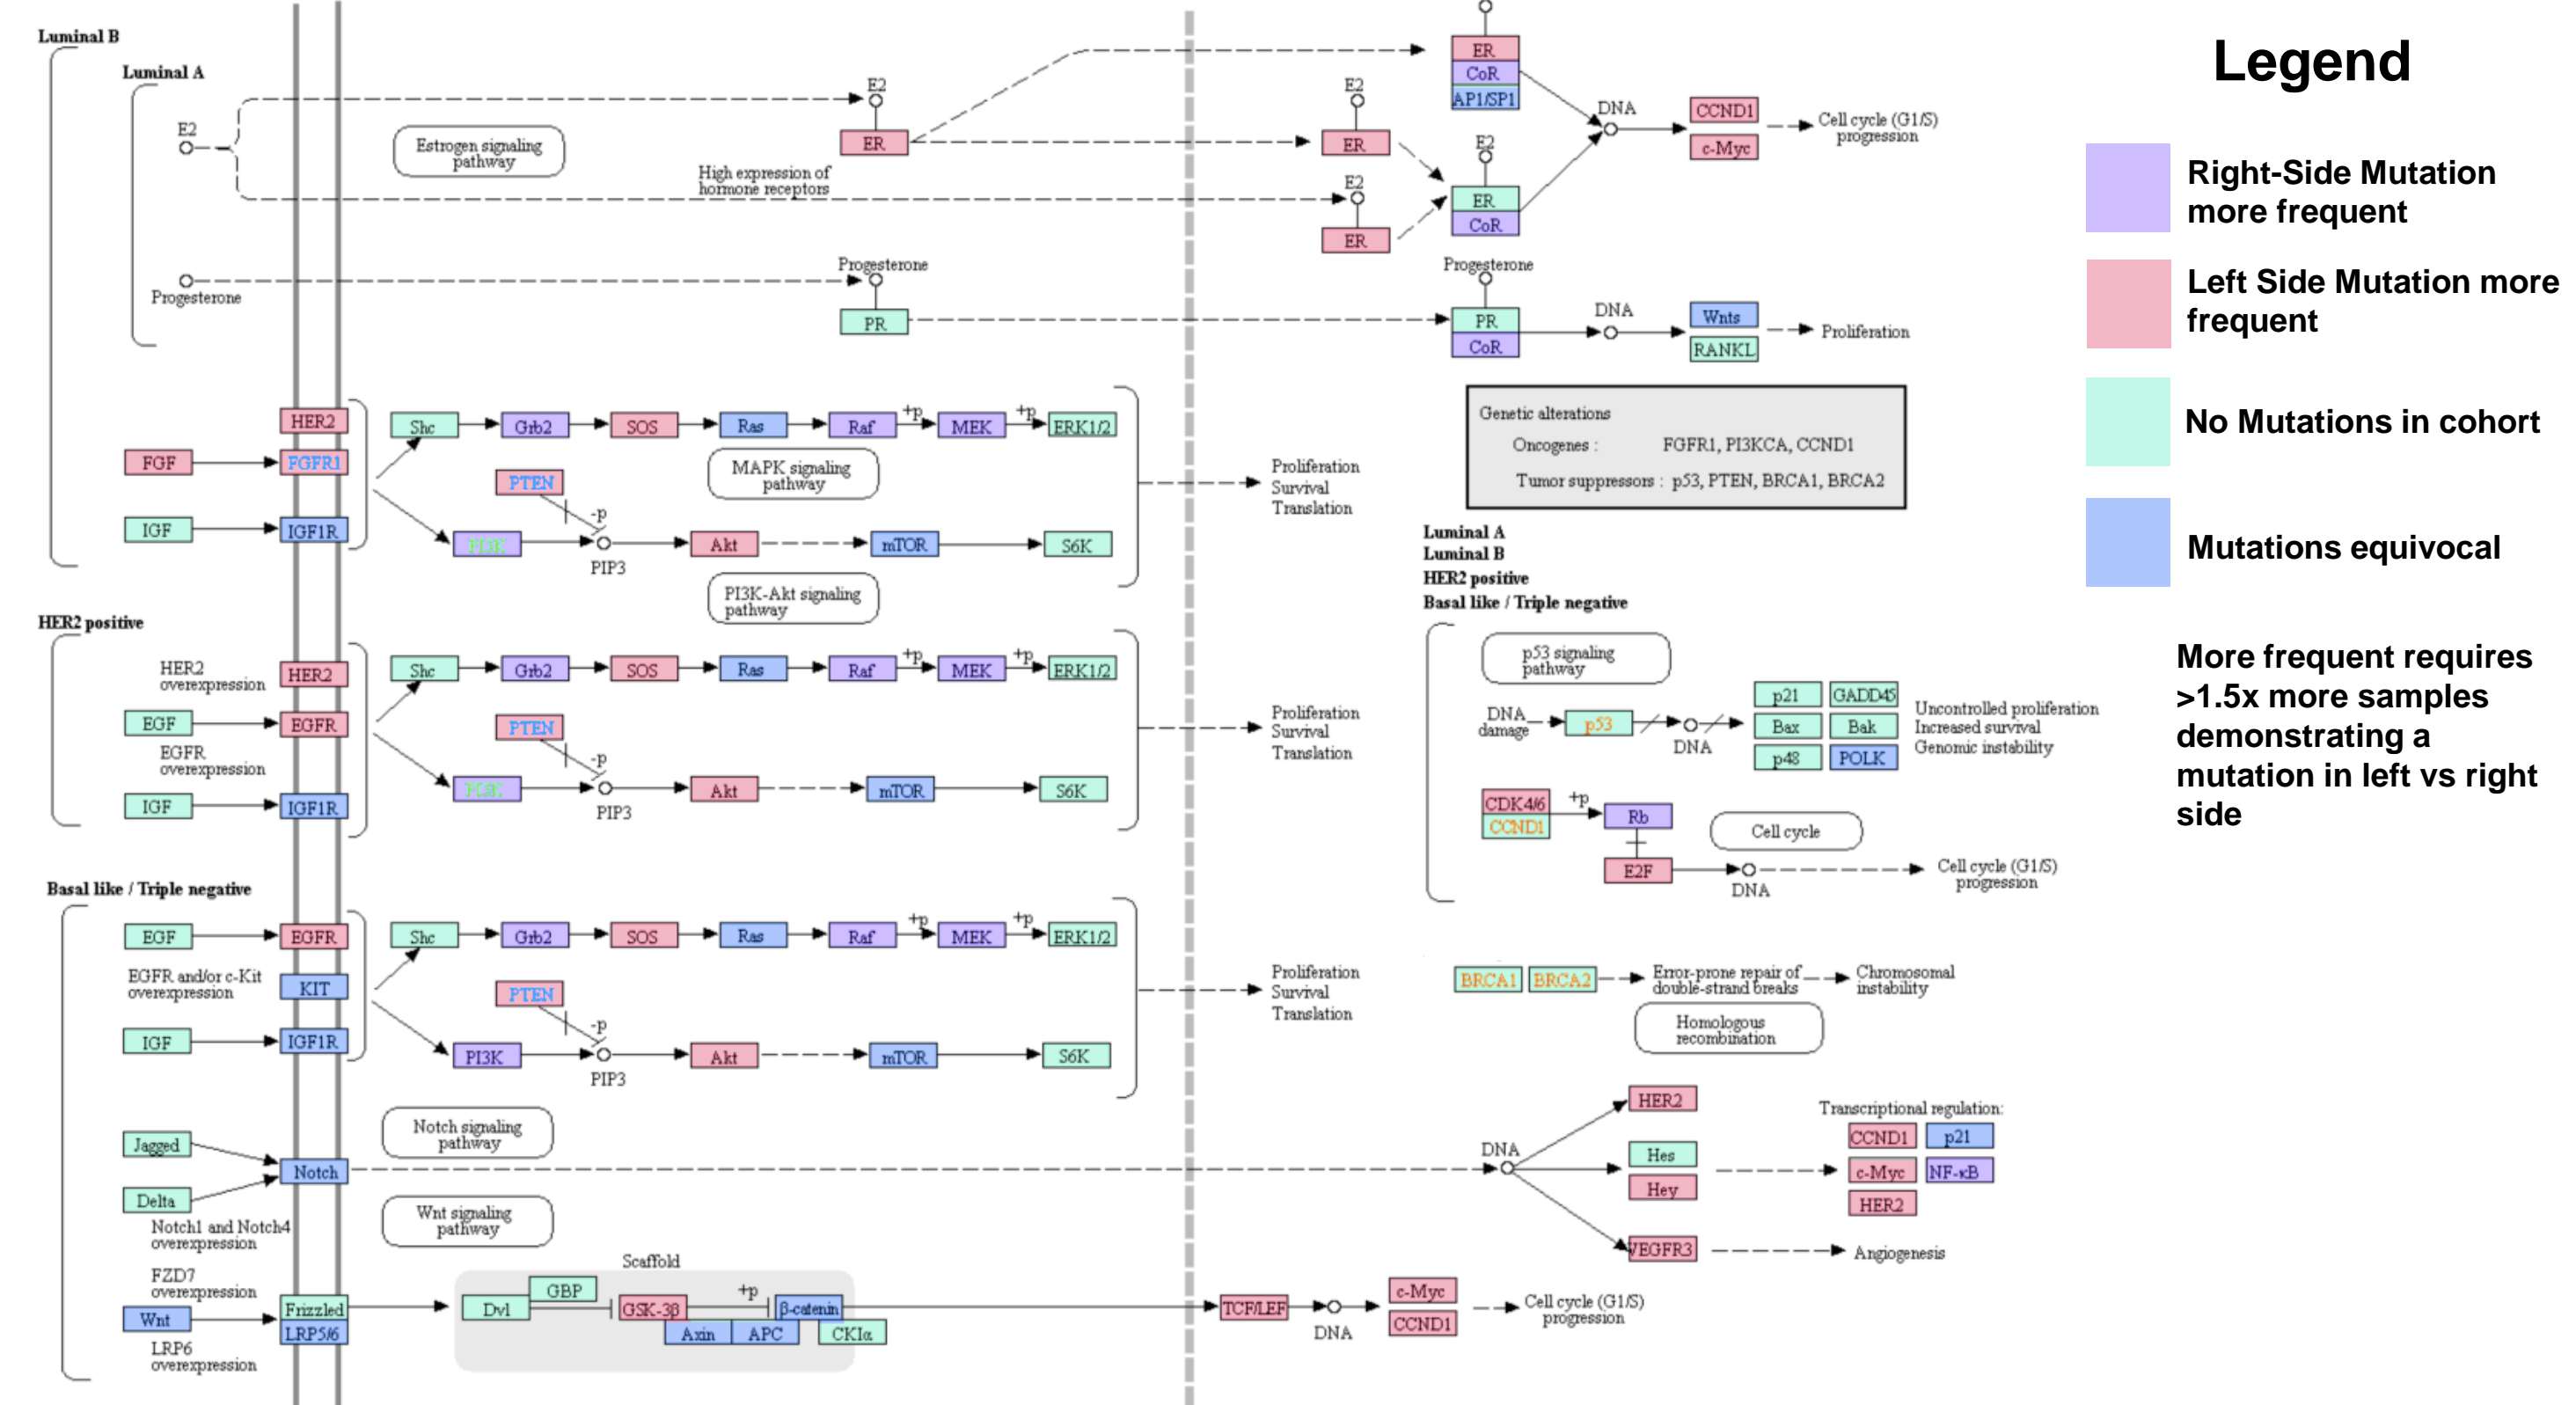 Luminal B
Luminal A
E2
Estrogen signaling
pathway
High expression of
hormone receptors
E2
ER
E2
ER
E2
ER
ER
CoR
AP1/SP1
E2
ER
CoR
DNA
CCND1
c-Myc
Cell cycle (G1/S)
progression
Progesterone
Progesterone
PR
Progesterone
PR
CoR
DNA
Wnts
RANKL
Proliferation
HER2
FGF
FGFR1
IGF
IGF1R
Shc
Grb2
SOS
Ras
Raf
+p
MEK
+p
ERK1/2
MAPK signaling
pathway
PTEN
-p
PI3K
PIP3
Akt
mTOR
S6K
PI3K-Akt signaling
pathway
Proliferation
Survival
Translation
Genetic alterations
Oncogenes : FGFR1, PI3KCA, CCND1
Tumor suppressors : p53, PTEN, BRCA1, BRCA2
HER2 positive
HER2
overexpression
HER2
EGF
EGFR
EGFR
overexpression
IGF
IGF1R
Shc
Grb2
SOS
Ras
Raf
+p
MEK
+p
ERK1/2
PTEN
-p
PI3K
PIP3
Akt
mTOR
S6K
Proliferation
Survival
Translation
Luminal A
Luminal B
HER2 positive
Basal like / Triple negative
p53 signaling
pathway
DNA
damage
p53
DNA
p21
GADD45
Bax
Bak
p48
POLK
Uncontrolled proliferation
Increased survival
Genomic instability
CDK4/6
CCND1
+p
Rb
E2F
Cell cycle
DNA
Cell cycle (G1/S)
progression
Basal like / Triple negative
EGF
EGFR
EGFR and/or c-Kit
overexpression
KIT
IGF
IGF1R
Shc
Grb2
SOS
Ras
Raf
+p
MEK
+p
ERK1/2
PTEN
-p
PI3K
PIP3
Akt
mTOR
S6K
Proliferation
Survival
Translation
BRCA1
BRCA2
Error-prone repair of
double-strand breaks
Chromosomal
instability
Homologous
recombination
Jagged
Delta
Notch
Notch signaling
pathway
Notch1 and Notch4
overexpression
DNA
HER2
Hes
Hey
VEGFR3
Transcriptional regulation:
CCND1
p21
c-Myc
NF-κB
HER2
Angiogenesis
Wnt signaling
pathway
FZD7
overexpression
Wnt
Frizzled
LRP5/6
LRP6
overexpression
Scaffold
Dvl
GBP
GSK-3β
+p
β-catenin
Axin
APC
CKIα
TCF/LEF
DNA
c-Myc
CCND1
Cell cycle (G1/S)
progression
Legend
Right-Side Mutation
more frequent
Left Side Mutation more
frequent
No Mutations in cohort
Mutations equivocal
More frequent requires
>1.5x more samples
demonstrating a
mutation in left vs right
side